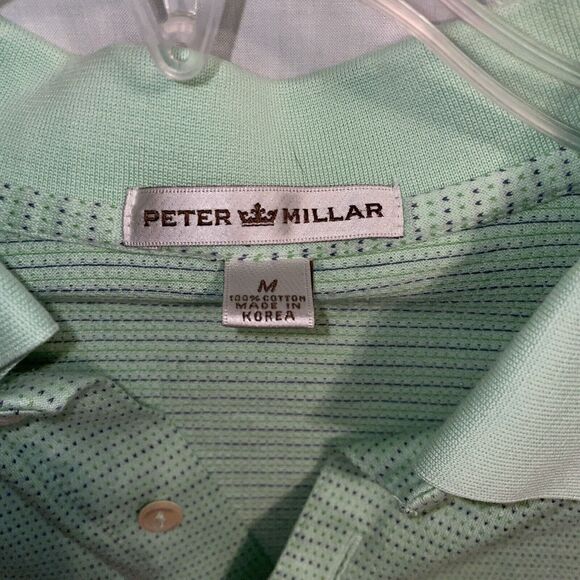 PETER MILLAR
M
100% COTTON
MADE IN
KOREA